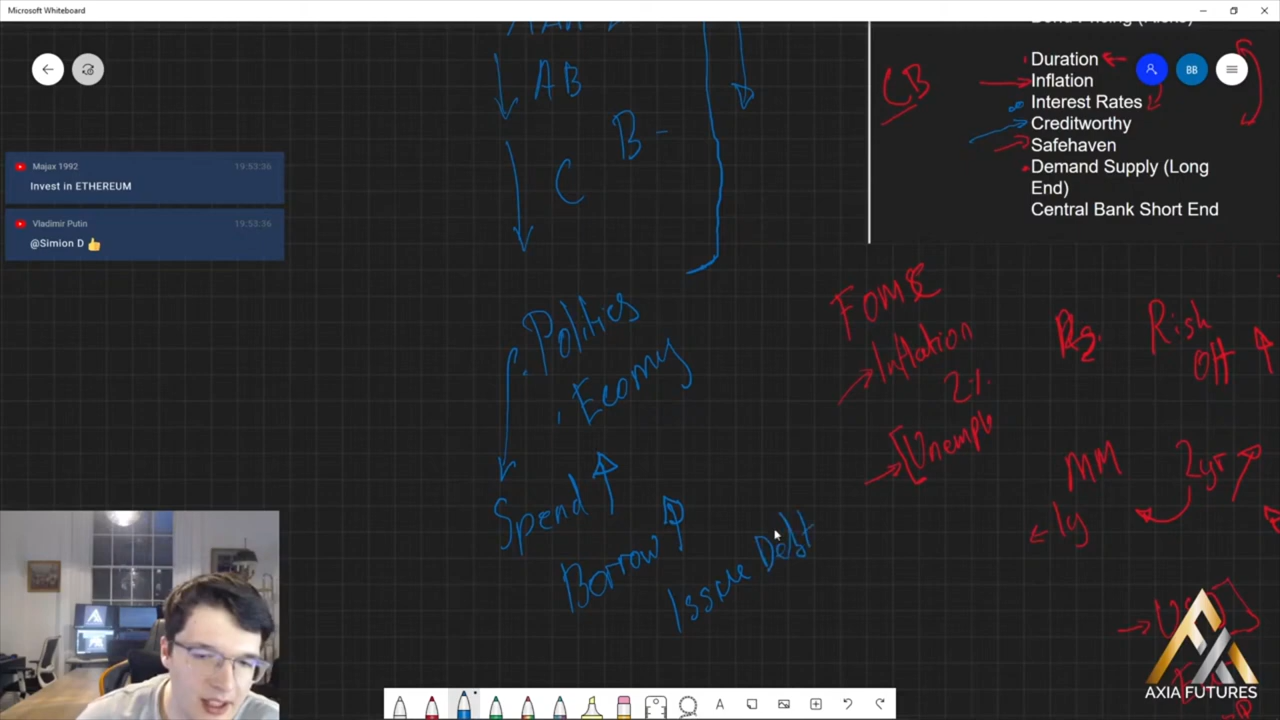 Microsoft Whiteboard
Duration
Inflation
Interest Rates
Creditworthy
Safehaven
Demand Supply (Long
End)
Central Bank Short End
CB
BB
Majax 1992 19:53:36
Invest in ETHEREUM
Vladimir Putin 19:53:36
@Simion D 👍
AB
B-
C
Politics
Ecomy
Spend
Borrow
Issue Debt
FOMC
Inflation
2%
Unempl
Risk
Off
MM
2yr
1y
A
AXIA FUTURES